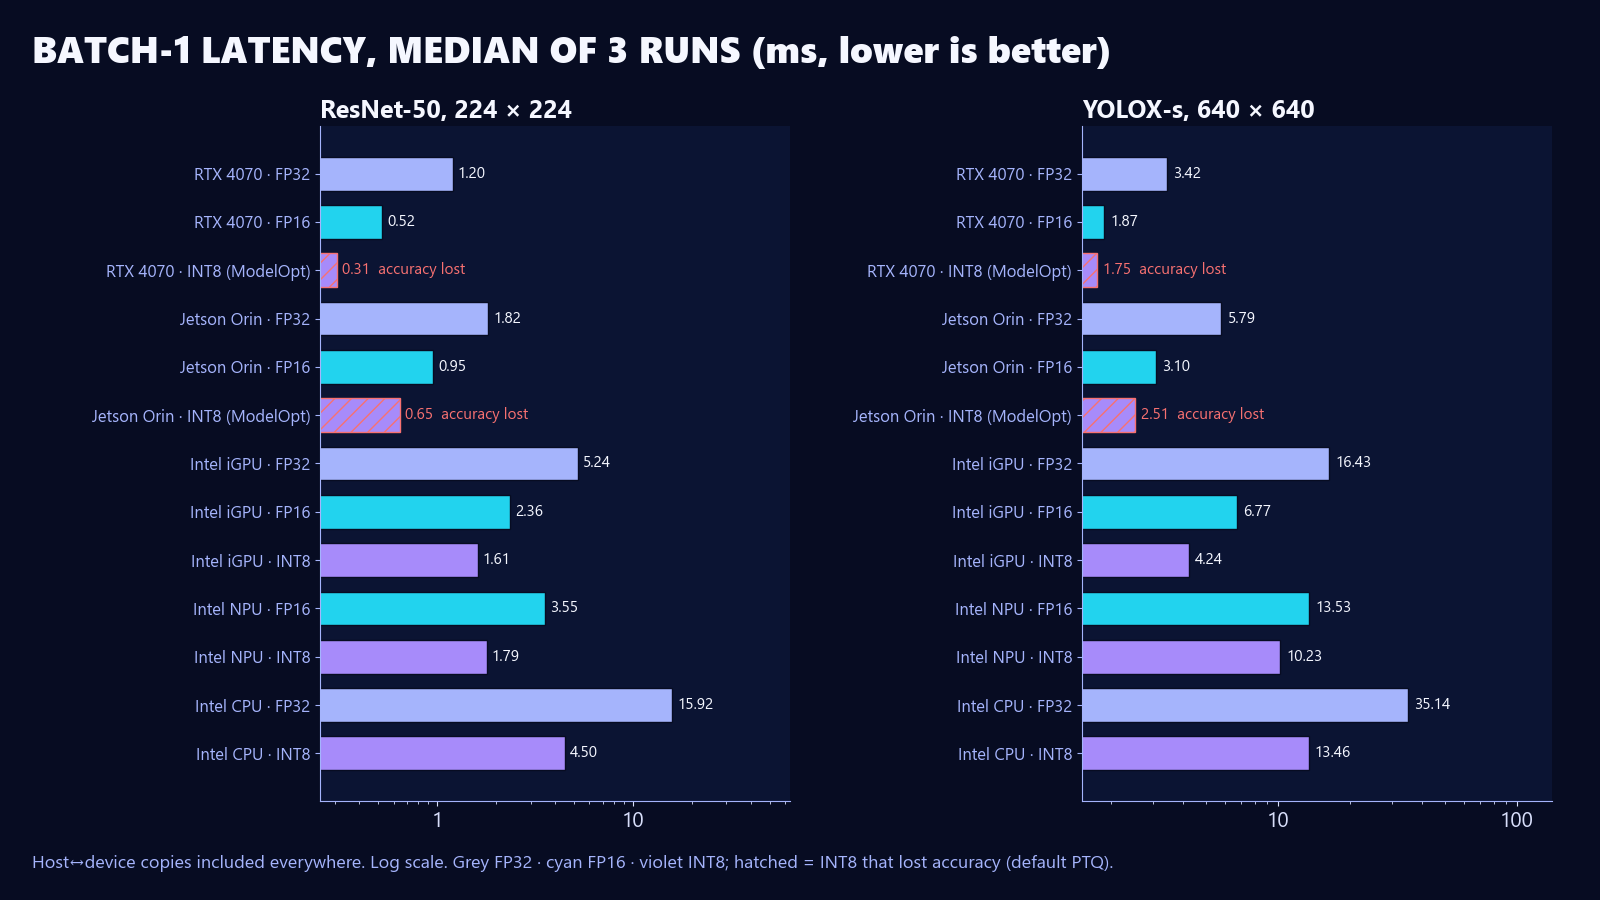 BATCH-1 LATENCY, MEDIAN OF 3 RUNS (ms, lower is better)
ResNet-50, 224 × 224
RTX 4070 · FP32 1.20
RTX 4070 · FP16 0.52
RTX 4070 · INT8 (ModelOpt) 0.31 accuracy lost
Jetson Orin · FP32 1.82
Jetson Orin · FP16 0.95
Jetson Orin · INT8 (ModelOpt) 0.65 accuracy lost
Intel iGPU · FP32 5.24
Intel iGPU · FP16 2.36
Intel iGPU · INT8 1.61
Intel NPU · FP16 3.55
Intel NPU · INT8 1.79
Intel CPU · FP32 15.92
Intel CPU · INT8 4.50
1 10
YOLOX-s, 640 × 640
RTX 4070 · FP32 3.42
RTX 4070 · FP16 1.87
RTX 4070 · INT8 (ModelOpt) 1.75 accuracy lost
Jetson Orin · FP32 5.79
Jetson Orin · FP16 3.10
Jetson Orin · INT8 (ModelOpt) 2.51 accuracy lost
Intel iGPU · FP32 16.43
Intel iGPU · FP16 6.77
Intel iGPU · INT8 4.24
Intel NPU · FP16 13.53
Intel NPU · INT8 10.23
Intel CPU · FP32 35.14
Intel CPU · INT8 13.46
10 100
Host↔device copies included everywhere. Log scale. Grey FP32 · cyan FP16 · violet INT8; hatched = INT8 that lost accuracy (default PTQ).